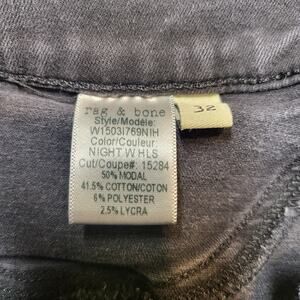 rag & bone
Style/Modèle:
W1503I769NIH
Color/Couleur:
NIGHT W HLS
Cut/Coupe#: 15284
50% MODAL
41.5% COTTON/COTON
6% POLYESTER
2.5% LYCRA
32